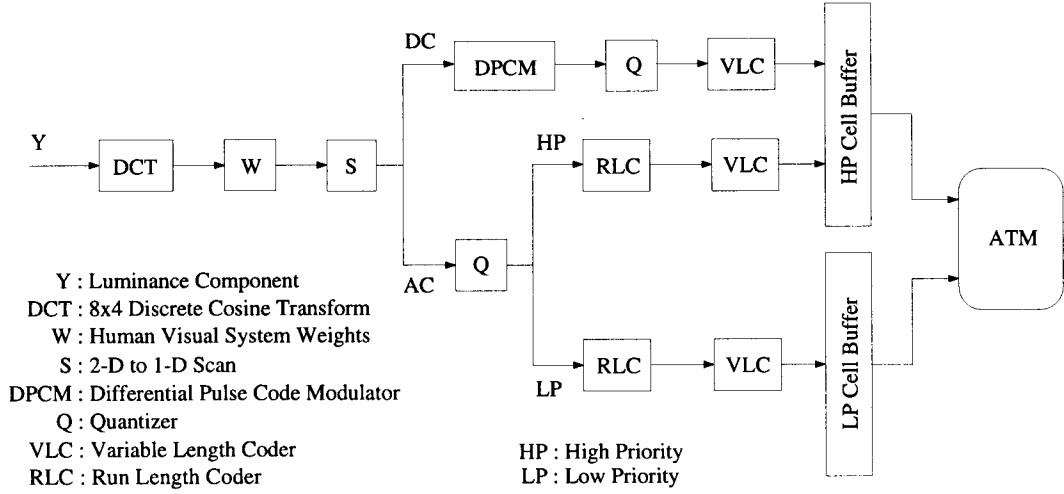 DC
DPCM
Q
VLC
HP Cell Buffer
Y
DCT
W
S
HP
RLC
VLC
ATM
AC
Q
LP
RLC
VLC
LP Cell Buffer
Y : Luminance Component
DCT : 8x4 Discrete Cosine Transform
W : Human Visual System Weights
S : 2-D to 1-D Scan
DPCM : Differential Pulse Code Modulator
Q : Quantizer
VLC : Variable Length Coder
RLC : Run Length Coder
HP : High Priority
LP : Low Priority